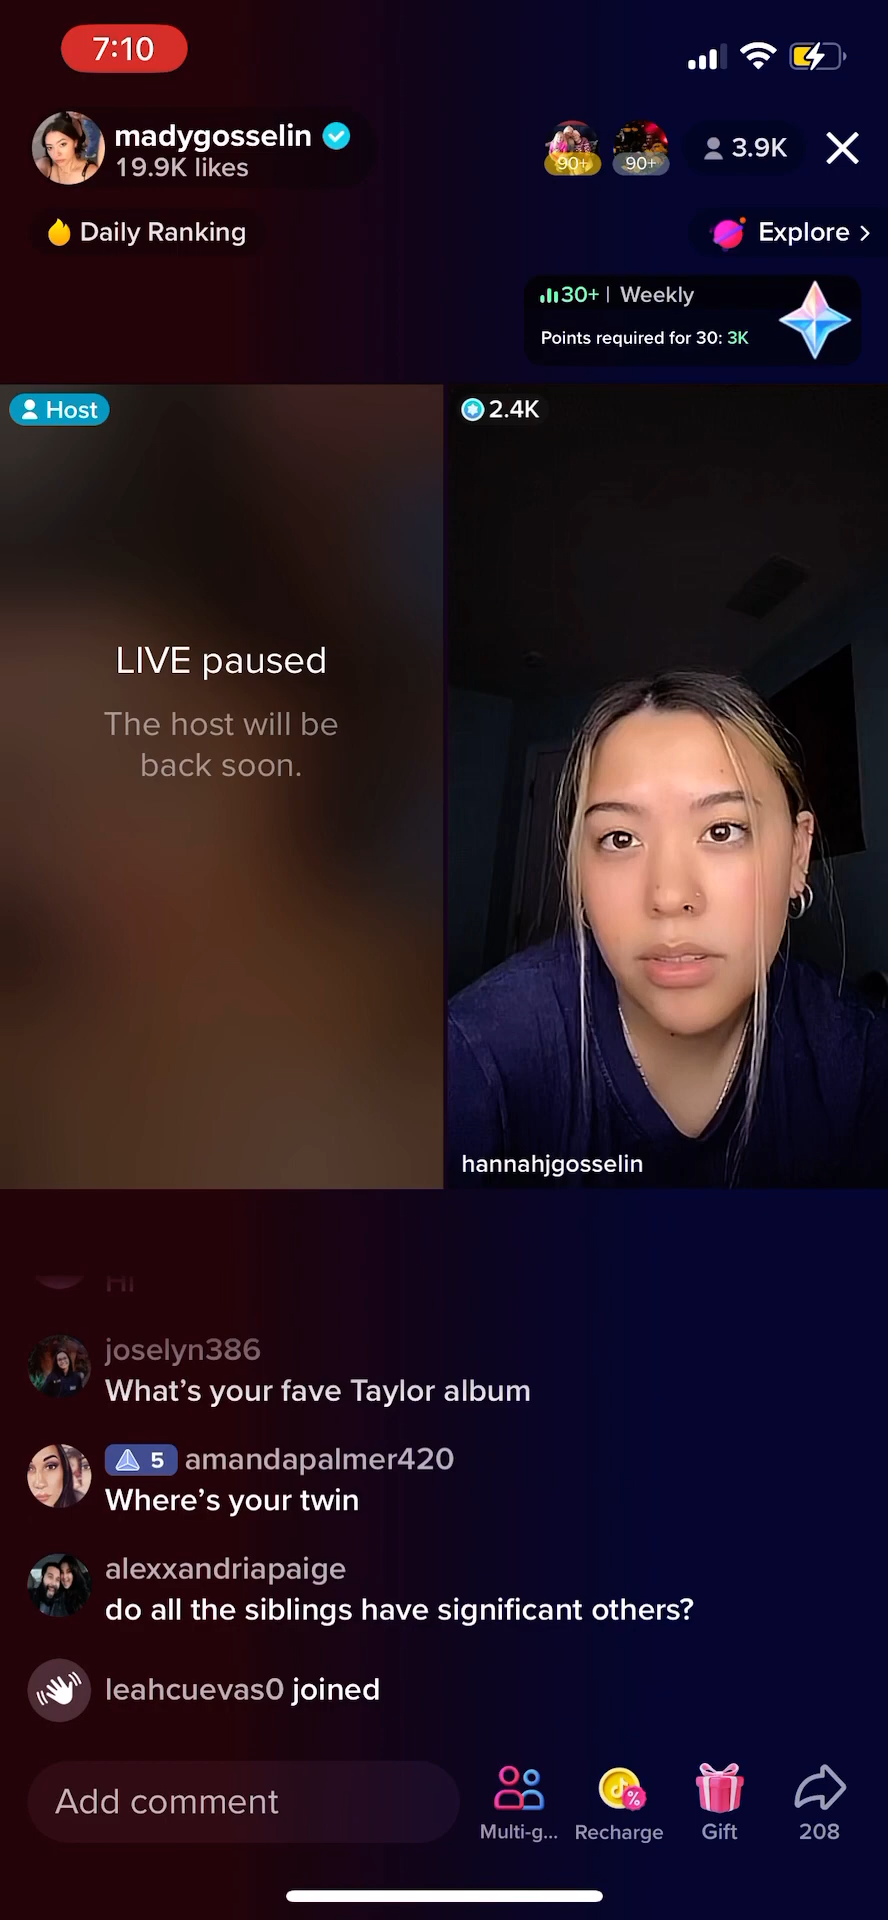 7:10
madygosselin
19.9K likes
90+
90+
3.9K
Daily Ranking
Explore >
30+ | Weekly
Points required for 30: 3K
Host
2.4K
LIVE paused
The host will be
back soon.
hannahjgosselin
Hi
joselyn386
What's your fave Taylor album
5 amandapalmer420
Where's your twin
alexxandriapaige
do all the siblings have significant others?
leahcuevas0 joined
Add comment
Multi-g...
Recharge
Gift
208